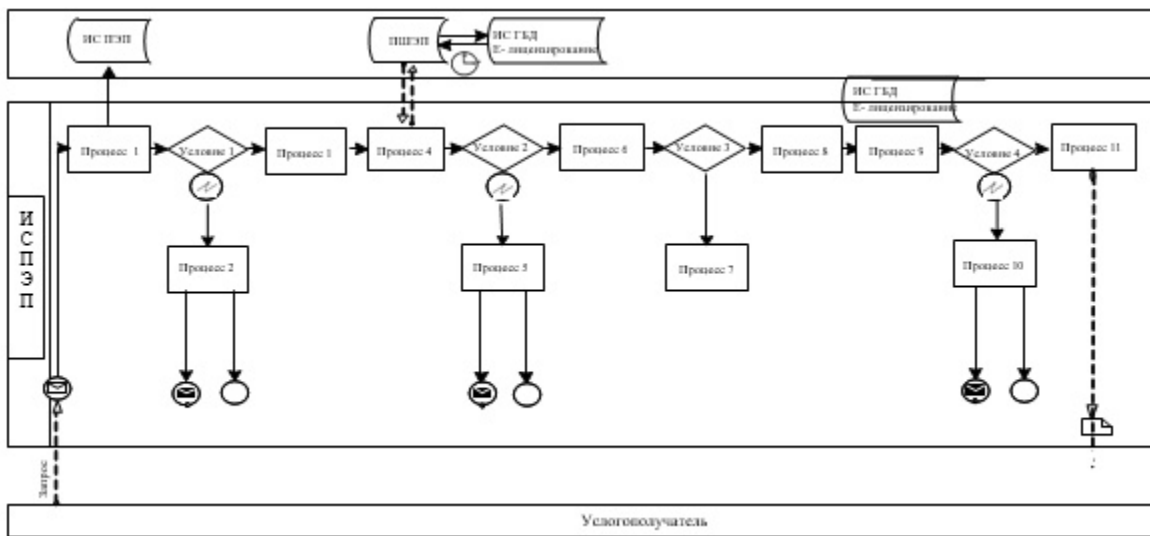 ИС ПЭП
ПШЭП
ИС ГБД
Е- лицензирование
ИС ГБД
Е- лицензирование
Процесс 1
Условие 1
Процесс 1
Процесс 4
Условие 2
Процесс 6
Условие 3
Процесс 8
Процесс 9
Условие 4
Процесс 11
И
С
П
Э
П
Процесс 2
Процесс 5
Процесс 7
Процесс 10
Запрос
Услогополучатель